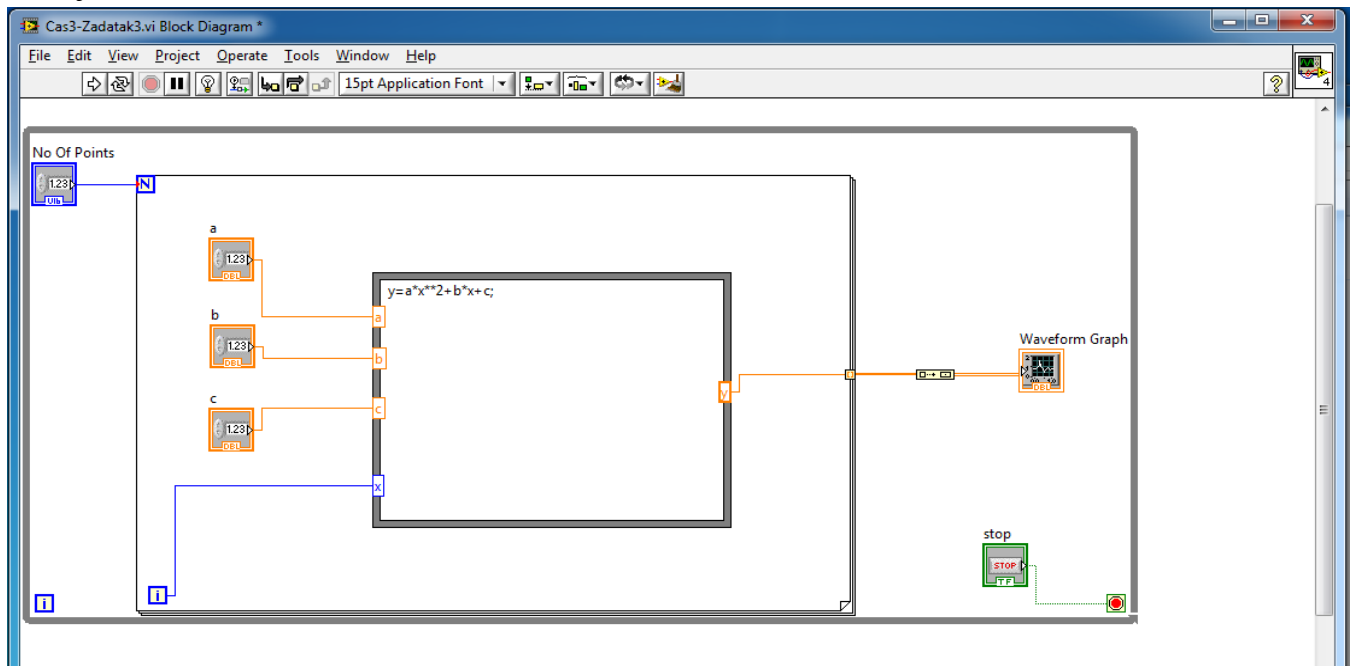 Cas3-Zadatak3.vi Block Diagram *
File Edit View Project Operate Tools Window Help
15pt Application Font
4
No Of Points
1.23
N
a
1.23
DBL
y=a*x**2+b*x+c;
a
b
1.23
DBL
b
Waveform Graph
DBL
y
c
1.23
DBL
c
x
stop
STOP
TF
i
i